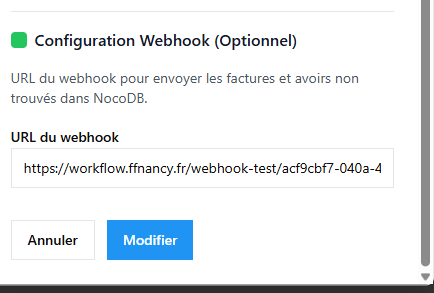 Configuration Webhook (Optionnel)
URL du webhook pour envoyer les factures et avoirs non
trouvés dans NocoDB.
URL du webhook
https://workflow.ffnancy.fr/webhook-test/acf9cbf7-040a-4
Annuler
Modifier